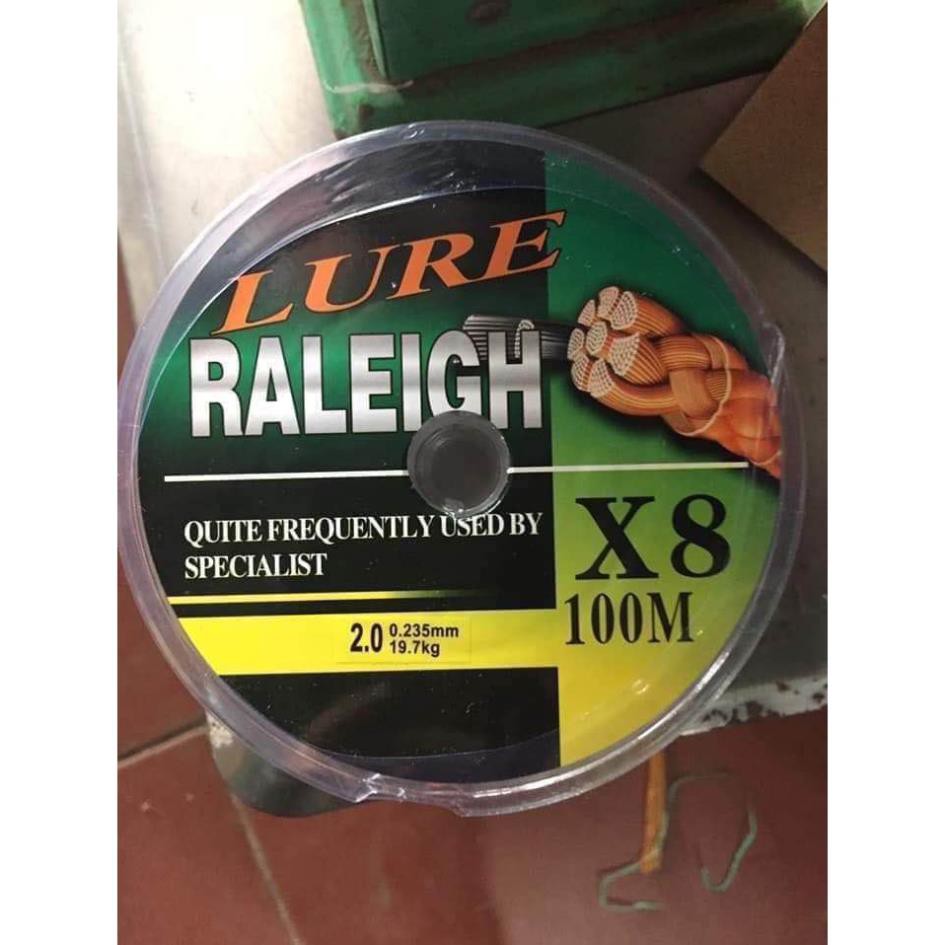 LURE
RALEIGH
QUITE FREQUENTLY USED BY
SPECIALIST
X8
100M
2.0 0.235mm
19.7kg